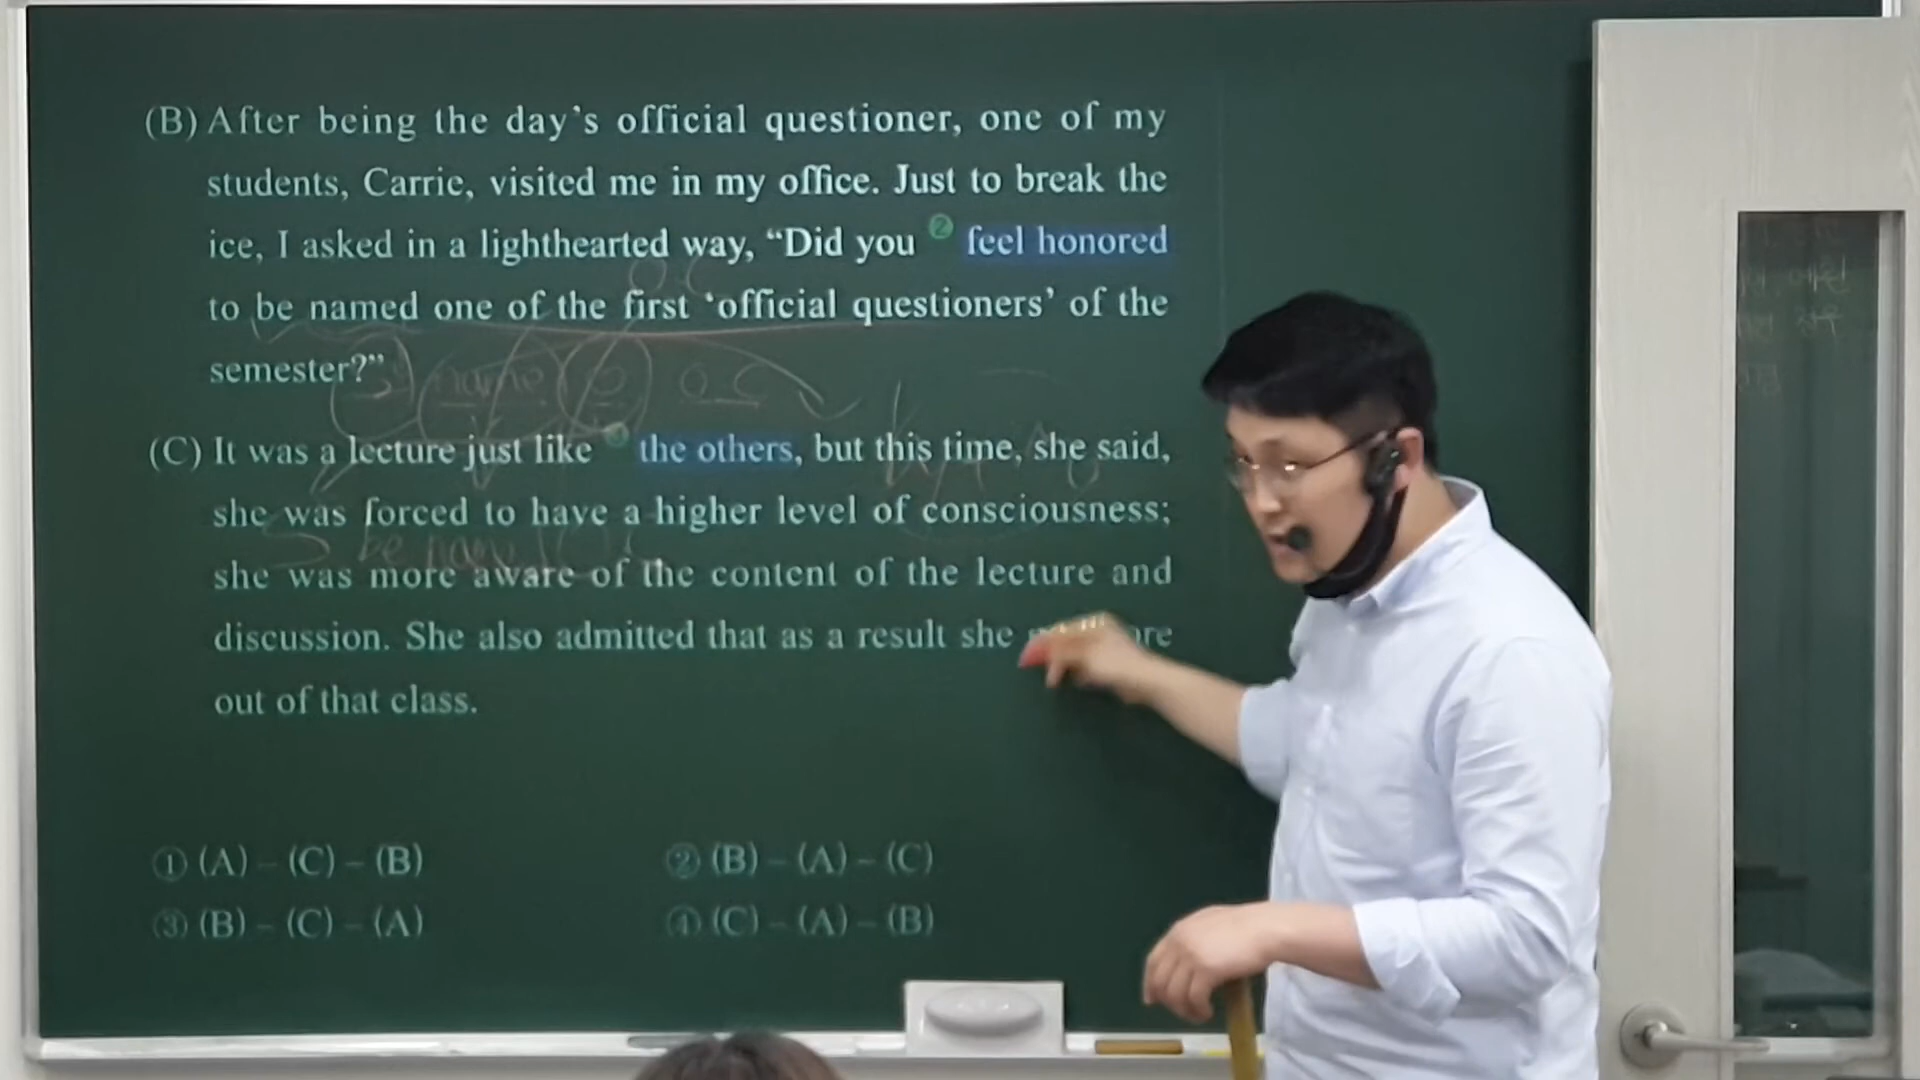 (B) After being the day's official questioner, one of my
students, Carrie, visited me in my office. Just to break the
ice, I asked in a lighthearted way, “Did you ② feel honored
to be named one of the first ‘official questioners’ of the
semester?”
(C) It was a lecture just like the others, but this time, she said,
she was forced to have a higher level of consciousness;
she was more aware of the content of the lecture and
discussion. She also admitted that as a result she
out of that class.
① (A) – (C) – (B)
② (B) – (A) – (C)
③ (B) – (C) – (A)
④ (C) – (A) – (B)